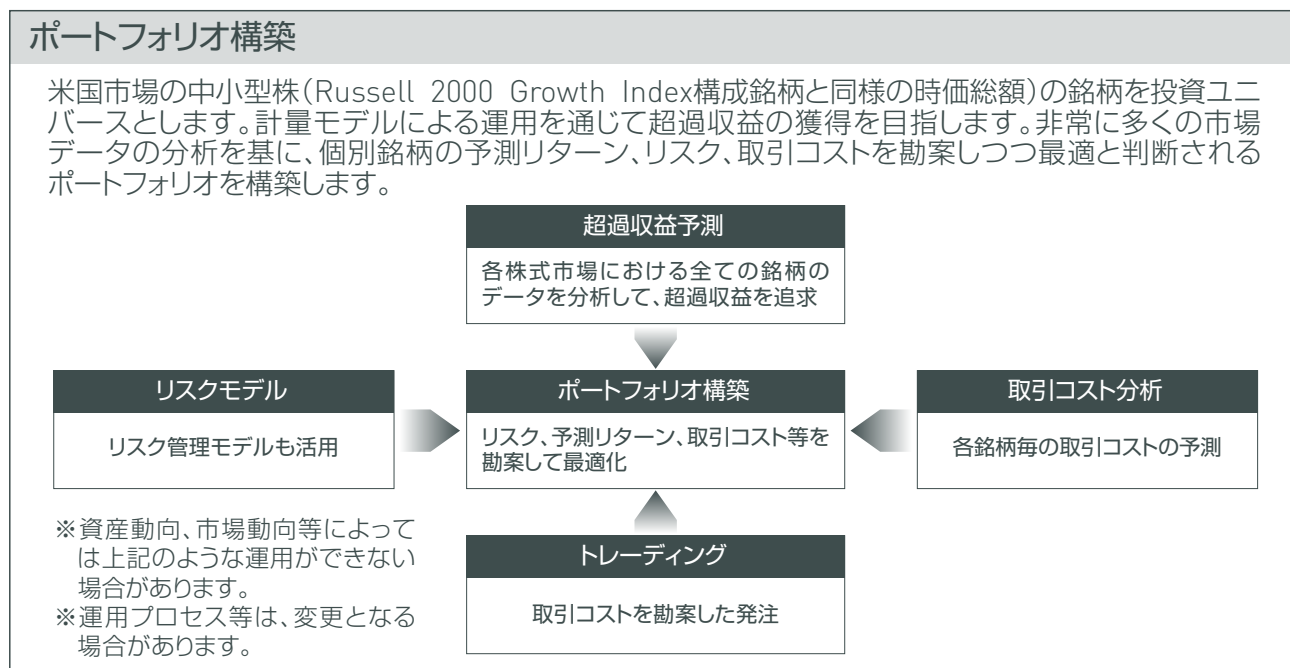 ポートフォリオ構築
米国市場の中小型株(Russell 2000 Growth Index構成銘柄と同様の時価総額)の銘柄を投資ユニ
バースとします。計量モデルによる運用を通じて超過収益の獲得を目指します。非常に多くの市場
データの分析を基に、個別銘柄の予測リターン、リスク、取引コストを勘案しつつ最適と判断される
ポートフォリオを構築します。
超過収益予測
各株式市場における全ての銘柄の
データを分析して、超過収益を追求
リスクモデル
リスク管理モデルも活用
ポートフォリオ構築
リスク、予測リターン、取引コスト等を
勘案して最適化
取引コスト分析
各銘柄毎の取引コストの予測
トレーディング
取引コストを勘案した発注
※資産動向、市場動向等によって
は上記のような運用ができない
場合があります。
※運用プロセス等は、変更となる
場合があります。